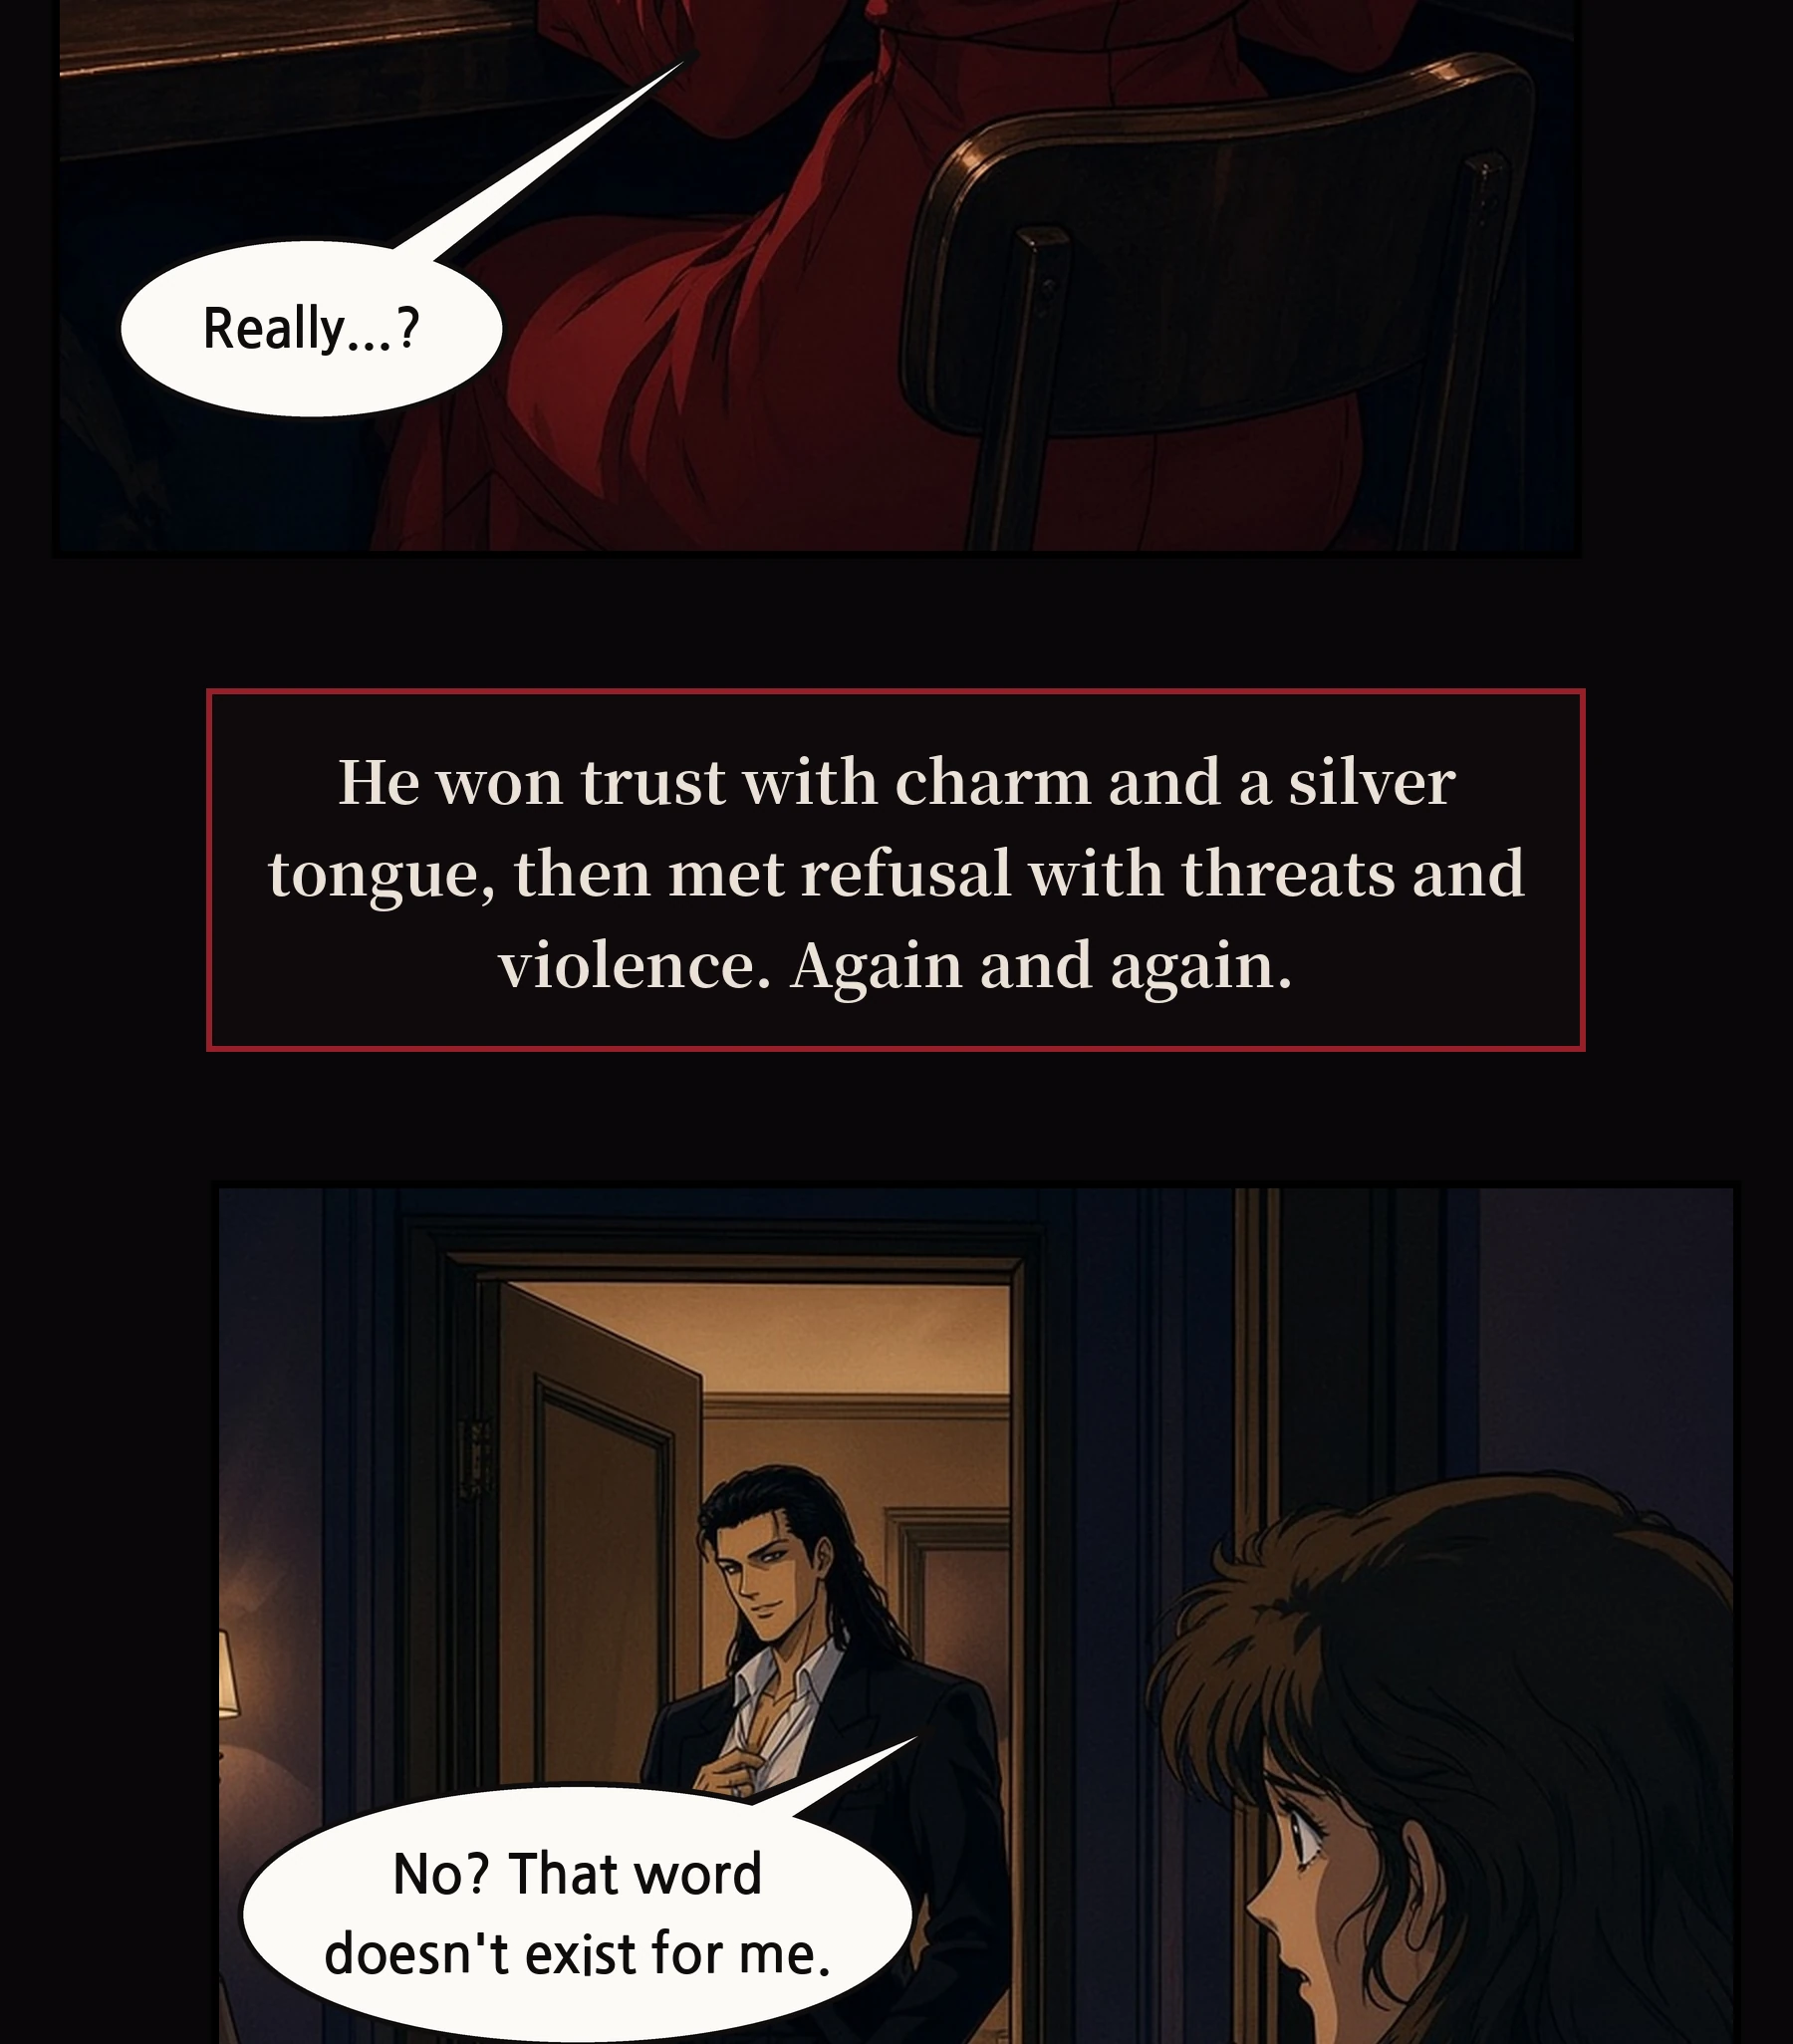 Really...?
He won trust with charm and a silver
tongue, then met refusal with threats and
violence. Again and again.
No? That word
doesn't exist for me.